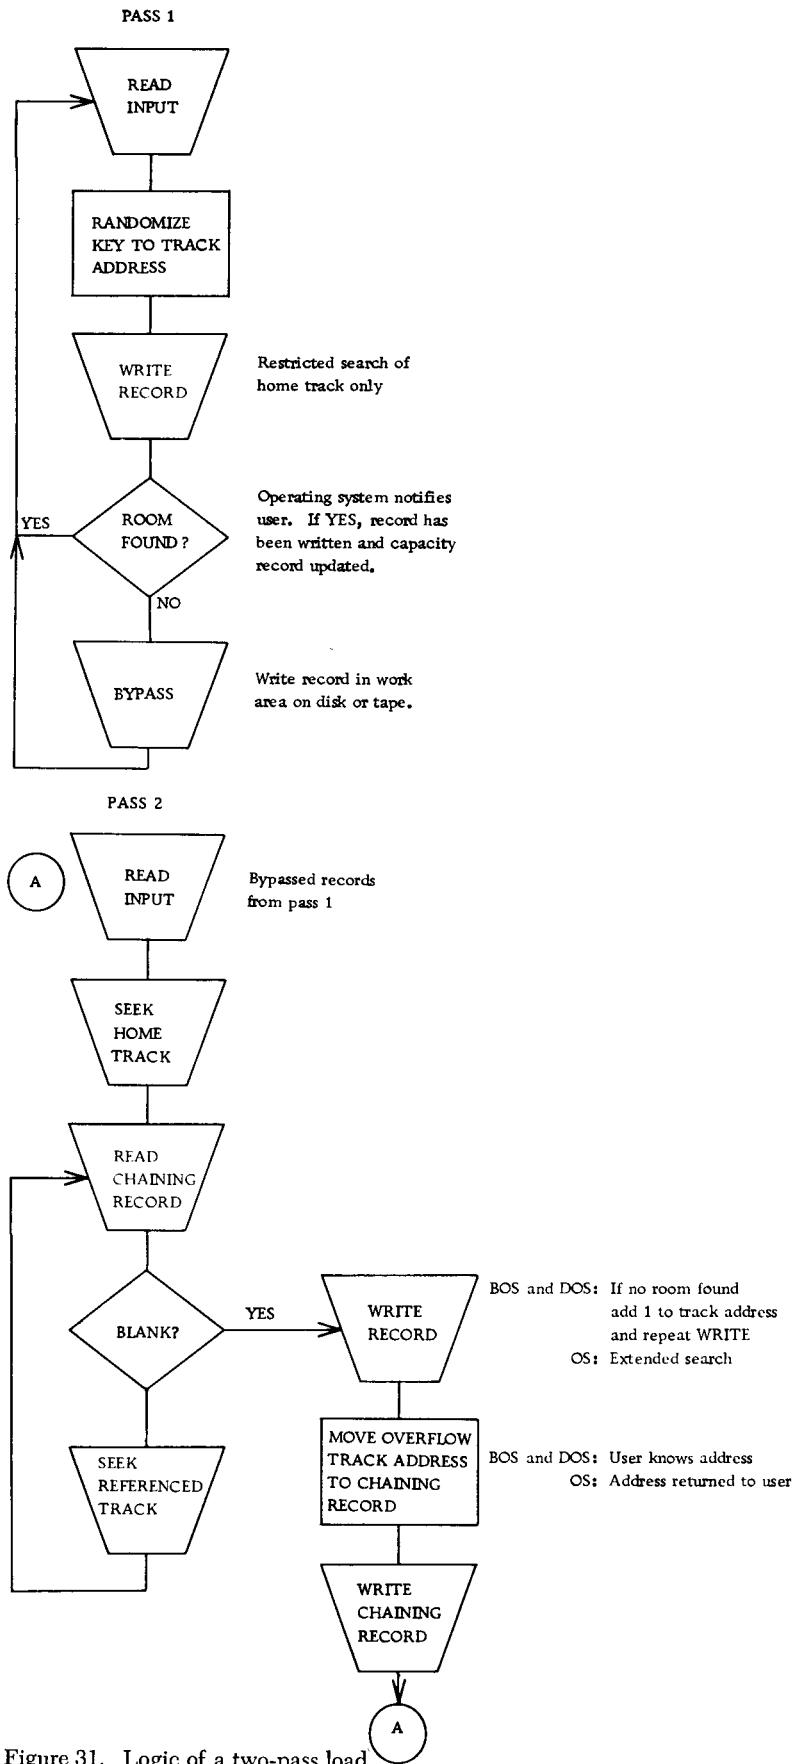 PASS 1
READ
INPUT
RANDOMIZE
KEY TO TRACK
ADDRESS
WRITE
RECORD
Restricted search of
home track only
ROOM
FOUND ?
YES
NO
Operating system notifies
user. If YES, record has
been written and capacity
record updated.
BYPASS
Write record in work
area on disk or tape.
PASS 2
A
READ
INPUT
Bypassed records
from pass 1
SEEK
HOME
TRACK
READ
CHAINING
RECORD
BLANK?
YES
WRITE
RECORD
BOS and DOS: If no room found
add 1 to track address
and repeat WRITE
OS: Extended search
SEEK
REFERENCED
TRACK
MOVE OVERFLOW
TRACK ADDRESS
TO CHAINING
RECORD
BOS and DOS: User knows address
OS: Address returned to user
WRITE
CHAINING
RECORD
A
Figure 31. Logic of a two-pass load